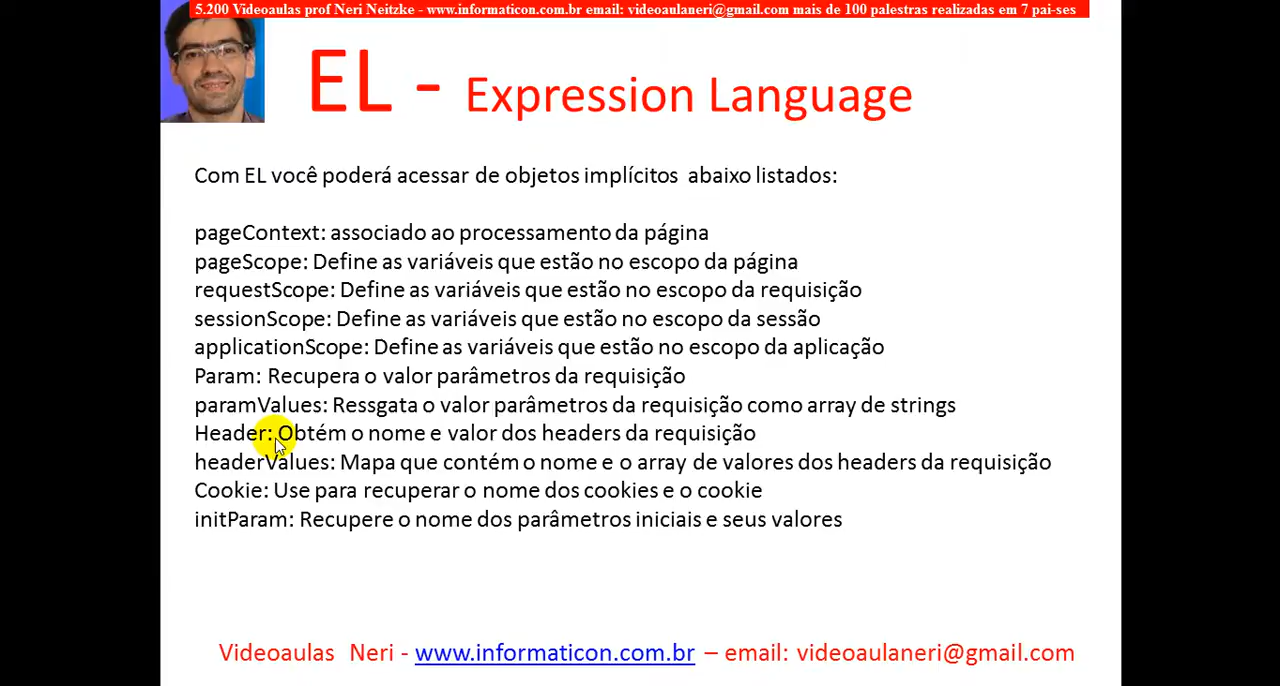 5.200 Videoaulas prof Neri Neitzke - www.informaticon.com.br email: videoaulaneri@gmail.com mais de 100 palestras realizadas em 7 pai-ses
EL - Expression Language
Com EL você poderá acessar de objetos implícitos abaixo listados:
pageContext: associado ao processamento da página
pageScope: Define as variáveis que estão no escopo da página
requestScope: Define as variáveis que estão no escopo da requisição
sessionScope: Define as variáveis que estão no escopo da sessão
applicationScope: Define as variáveis que estão no escopo da aplicação
Param: Recupera o valor parâmetros da requisição
paramValues: Ressgata o valor parâmetros da requisição como array de strings
Header: Obtém o nome e valor dos headers da requisição
headerValues: Mapa que contém o nome e o array de valores dos headers da requisição
Cookie: Use para recuperar o nome dos cookies e o cookie
initParam: Recupere o nome dos parâmetros iniciais e seus valores
Videoaulas Neri - www.informaticon.com.br – email: videoaulaneri@gmail.com